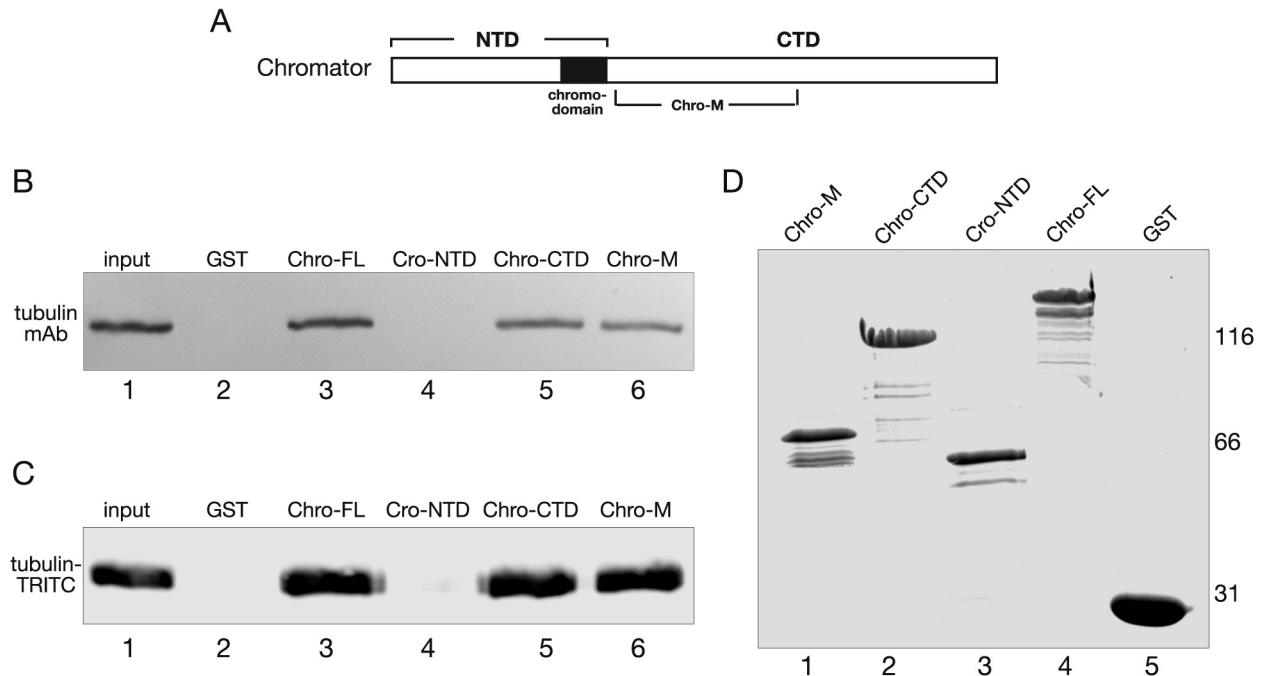 A
NTD
CTD
Chromator
chromo-
domain
Chro-M
B
input GST Chro-FL Cro-NTD Chro-CTD Chro-M
tubulin
mAb
1 2 3 4 5 6
C
input GST Chro-FL Cro-NTD Chro-CTD Chro-M
tubulin-
TRITC
1 2 3 4 5 6
D
Chro-M
Chro-CTD
Cro-NTD
Chro-FL
GST
116
66
31
1 2 3 4 5